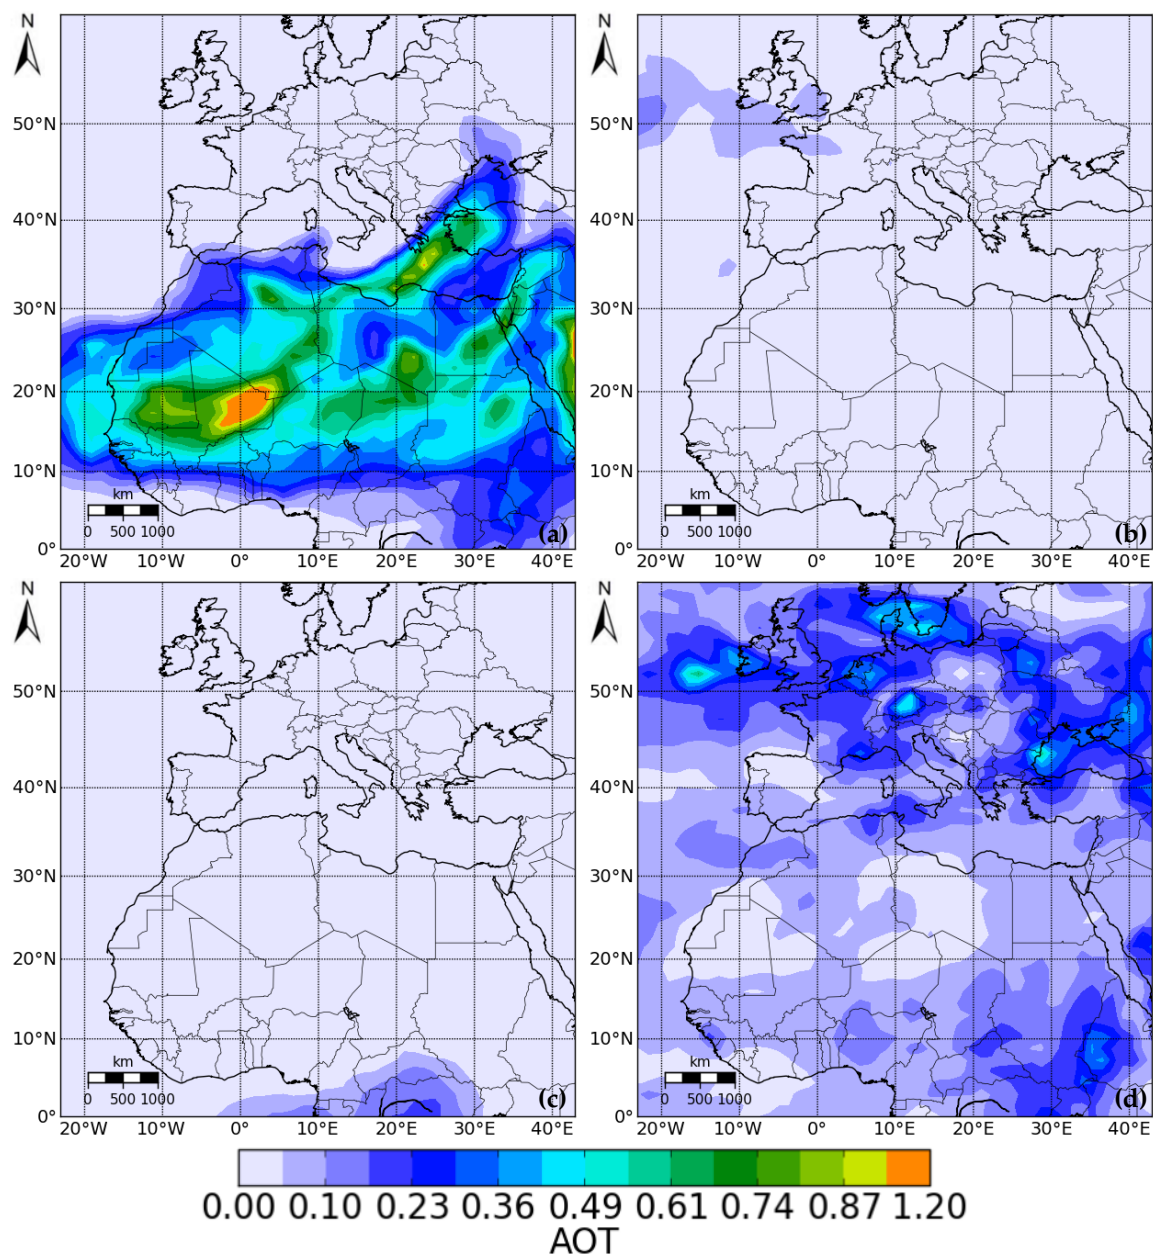 N N
50°N 50°N
40°N 40°N
30°N 30°N
20°N 20°N
10°N 10°N
km km
0 500 1000 (a) 0 500 1000 (b)
0° 0°
20°W 10°W 0° 10°E 20°E 30°E 40°E 20°W 10°W 0° 10°E 20°E 30°E 40°E
N N
50°N 50°N
40°N 40°N
30°N 30°N
20°N 20°N
10°N 10°N
km km
0 500 1000 (c) 0 500 1000 (d)
0° 0°
20°W 10°W 0° 10°E 20°E 30°E 40°E 20°W 10°W 0° 10°E 20°E 30°E 40°E
0.00 0.10 0.23 0.36 0.49 0.61 0.74 0.87 1.20
AOT